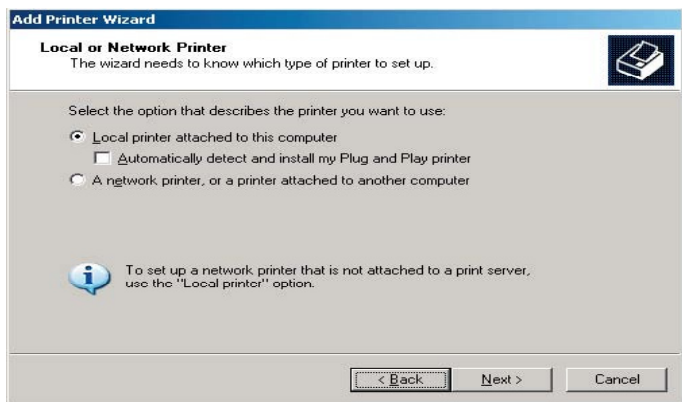 Add Printer Wizard
Local or Network Printer
The wizard needs to know which type of printer to set up.
Select the option that describes the printer you want to use:
Local printer attached to this computer
Automatically detect and install my Plug and Play printer
A network printer, or a printer attached to another computer
To set up a network printer that is not attached to a print server,
use the "Local printer" option.
< Back Next > Cancel